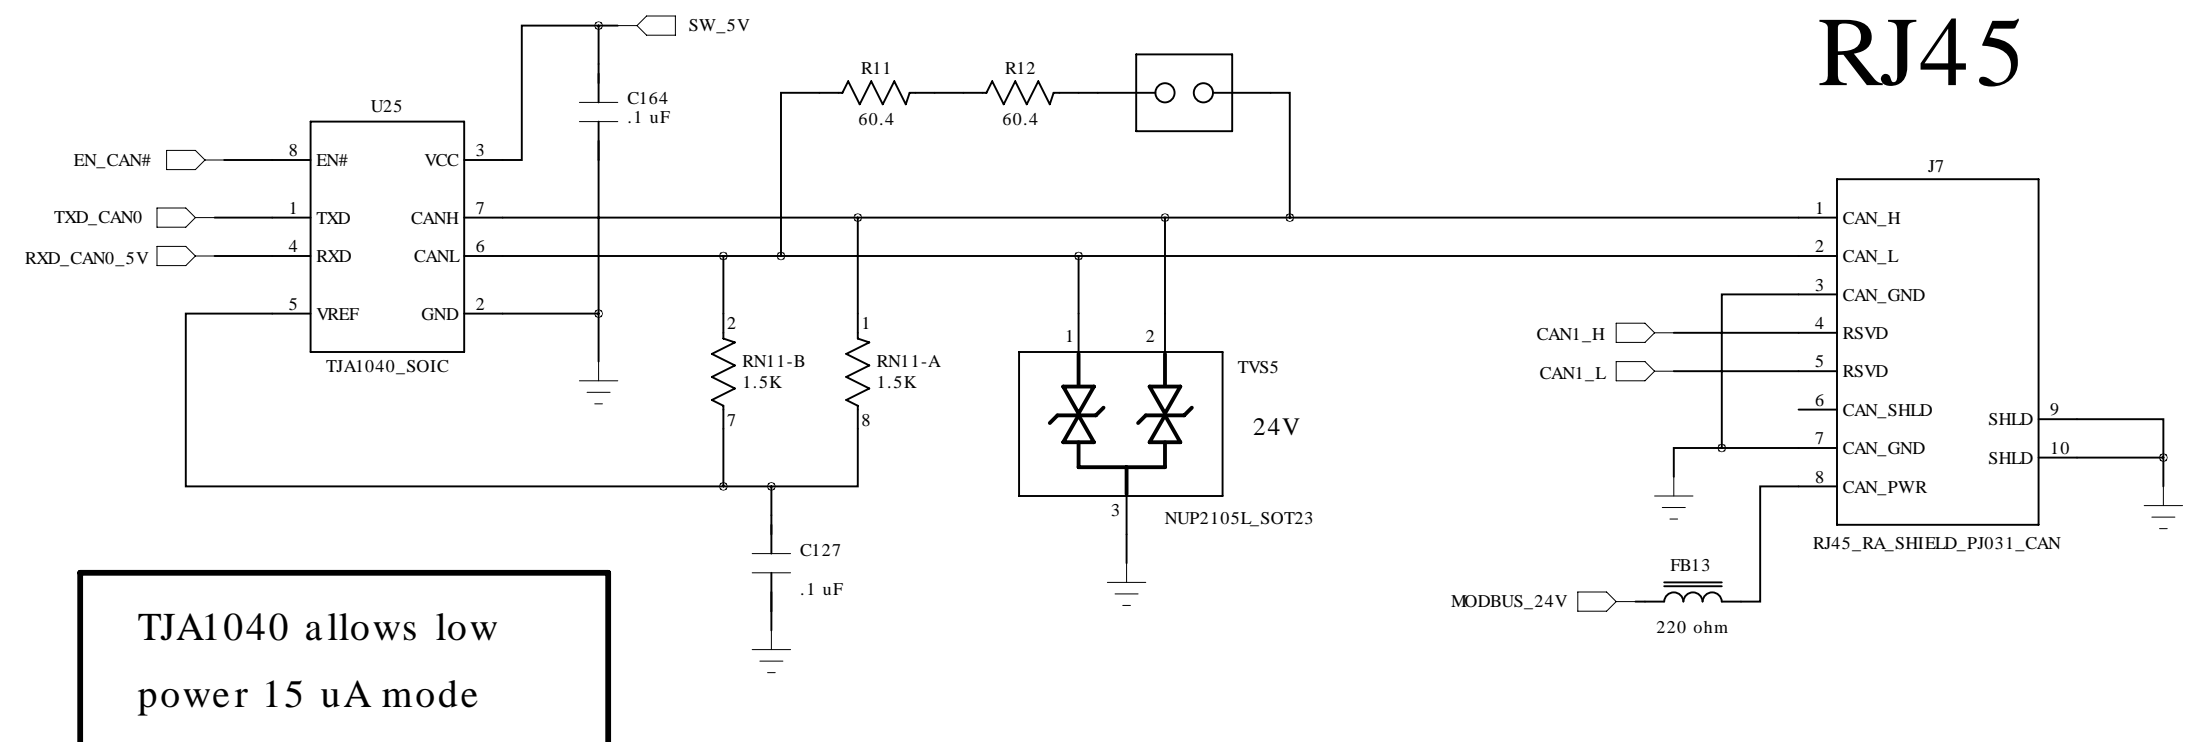 RJ45
SW_5V
C164
.1 uF
R11
60.4
R12
60.4
U25
EN_CAN#
8
EN#
VCC
3
TXD_CAN0
1
TXD
CANH
7
RXD_CAN0_5V
4
RXD
CANL
6
5
VREF
GND
2
TJA1040_SOIC
2
RN11-B
1.5K
7
1
RN11-A
1.5K
8
C127
.1 uF
1
2
TVS5
24V
3
NUP2105L_SOT23
J7
1
CAN_H
2
CAN_L
3
CAN_GND
CAN1_H
4
RSVD
CAN1_L
5
RSVD
6
CAN_SHLD
7
CAN_GND
8
CAN_PWR
SHLD
9
SHLD
10
RJ45_RA_SHIELD_PJ031_CAN
FB13
MODBUS_24V
220 ohm
TJA1040 allows low
power 15 uA mode